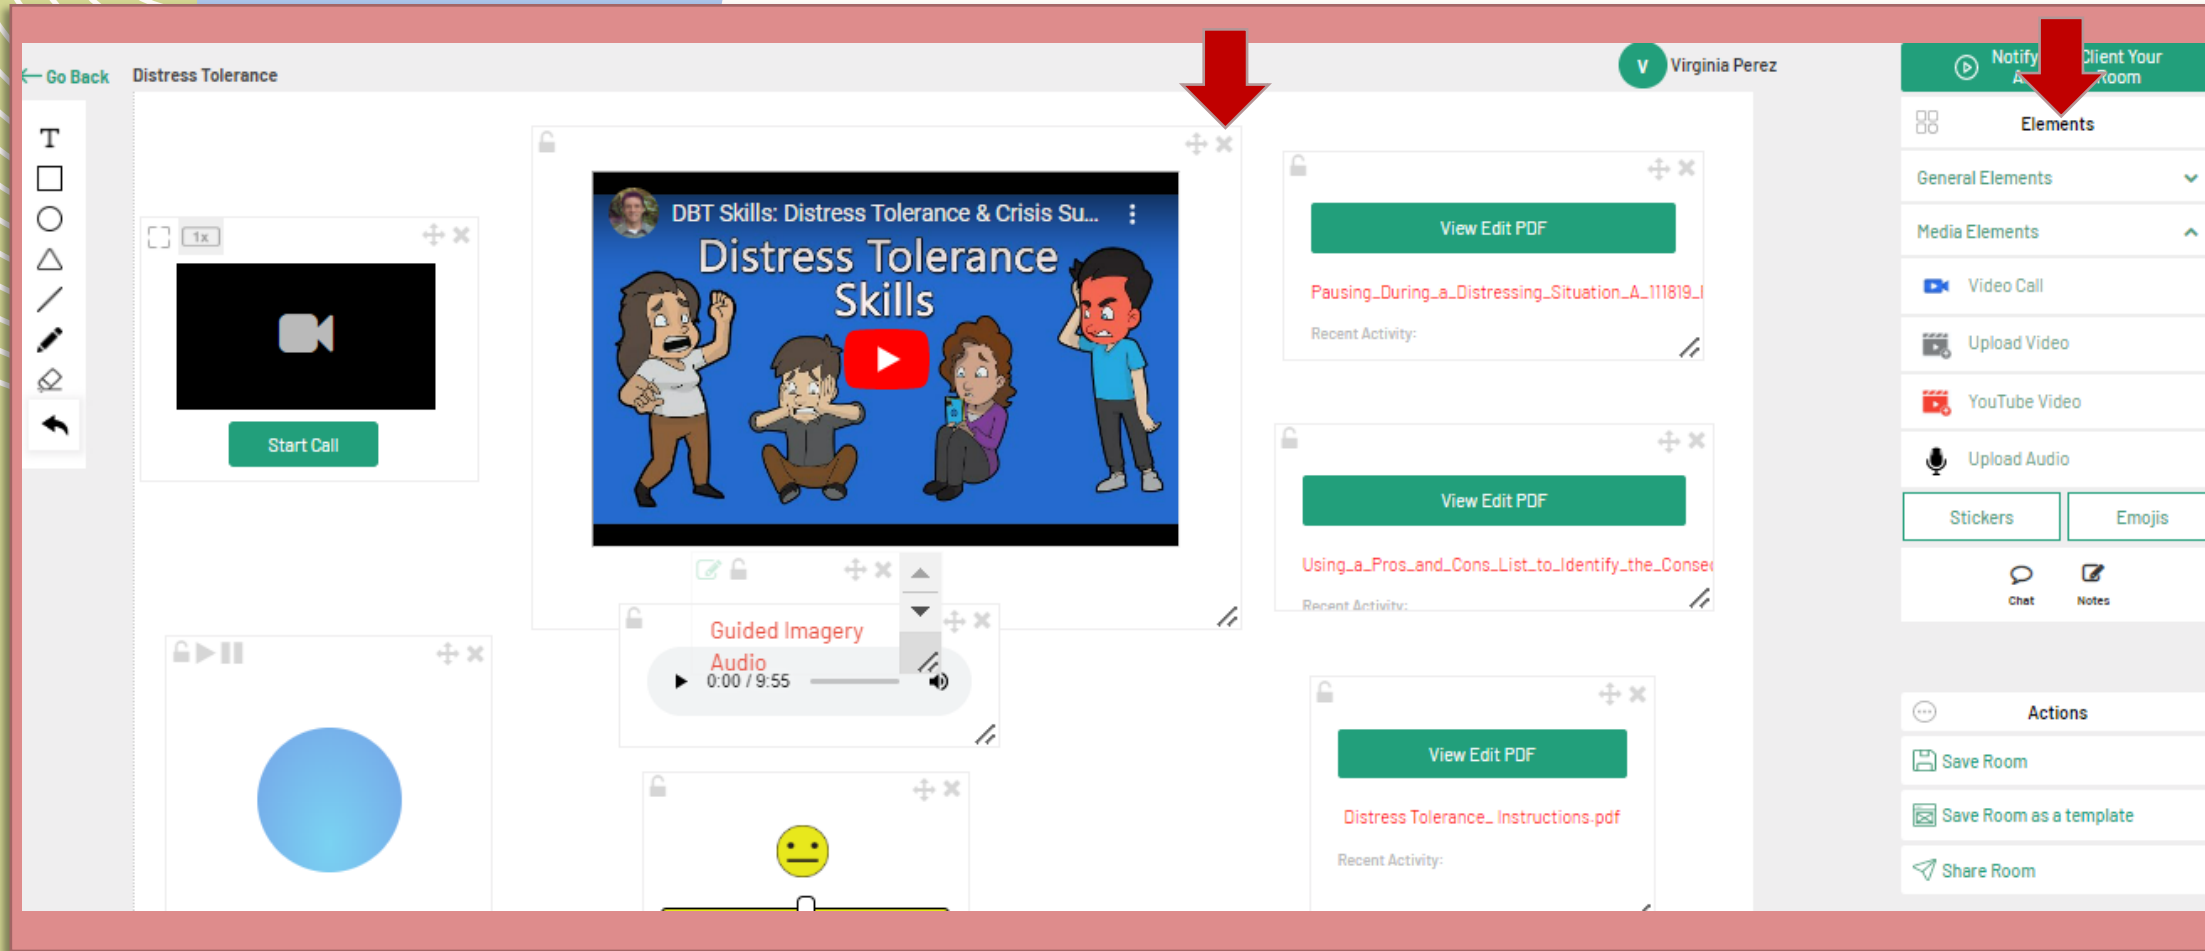 Go Back
Distress Tolerance
V
Virginia Perez
Notify Client Your
Room
T
1x
Start Call
DBT Skills: Distress Tolerance & Crisis Su...
Distress Tolerance
Skills
Guided Imagery
Audio
0:00 / 9:55
View Edit PDF
Pausing_During_a_Distressing_Situation_A_111819_
Recent Activity:
View Edit PDF
Using_a_Pros_and_Cons_List_to_Identify_the_Conse
Recent Activity:
View Edit PDF
Distress Tolerance_ Instructions.pdf
Recent Activity:
Elements
General Elements
Media Elements
Video Call
Upload Video
YouTube Video
Upload Audio
Stickers
Emojis
Chat
Notes
Actions
Save Room
Save Room as a template
Share Room